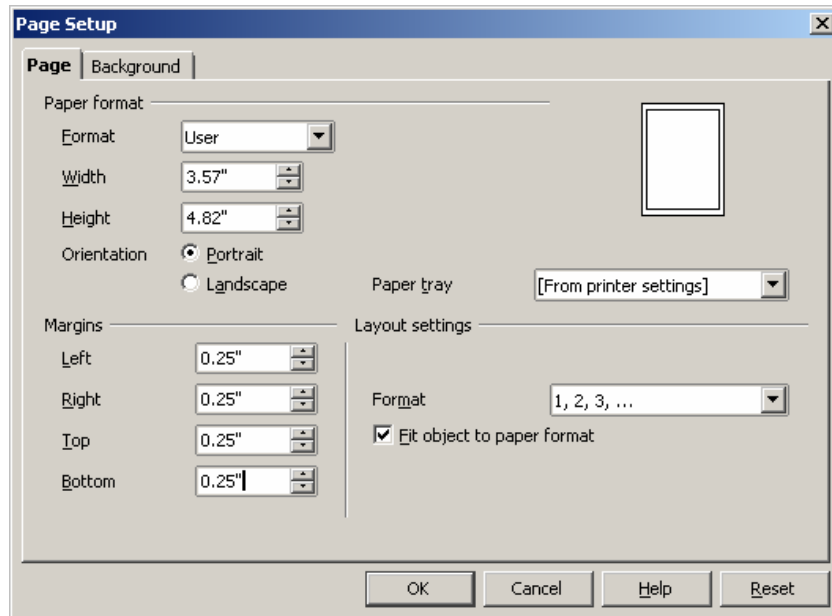 Page Setup
Page Background
Paper format
Format User
Width 3.57"
Height 4.82"
Orientation Portrait
Landscape Paper tray [From printer settings]
Margins Layout settings
Left 0.25"
Right 0.25" Format 1, 2, 3, ...
Top 0.25" Fit object to paper format
Bottom 0.25"
OK Cancel Help Reset